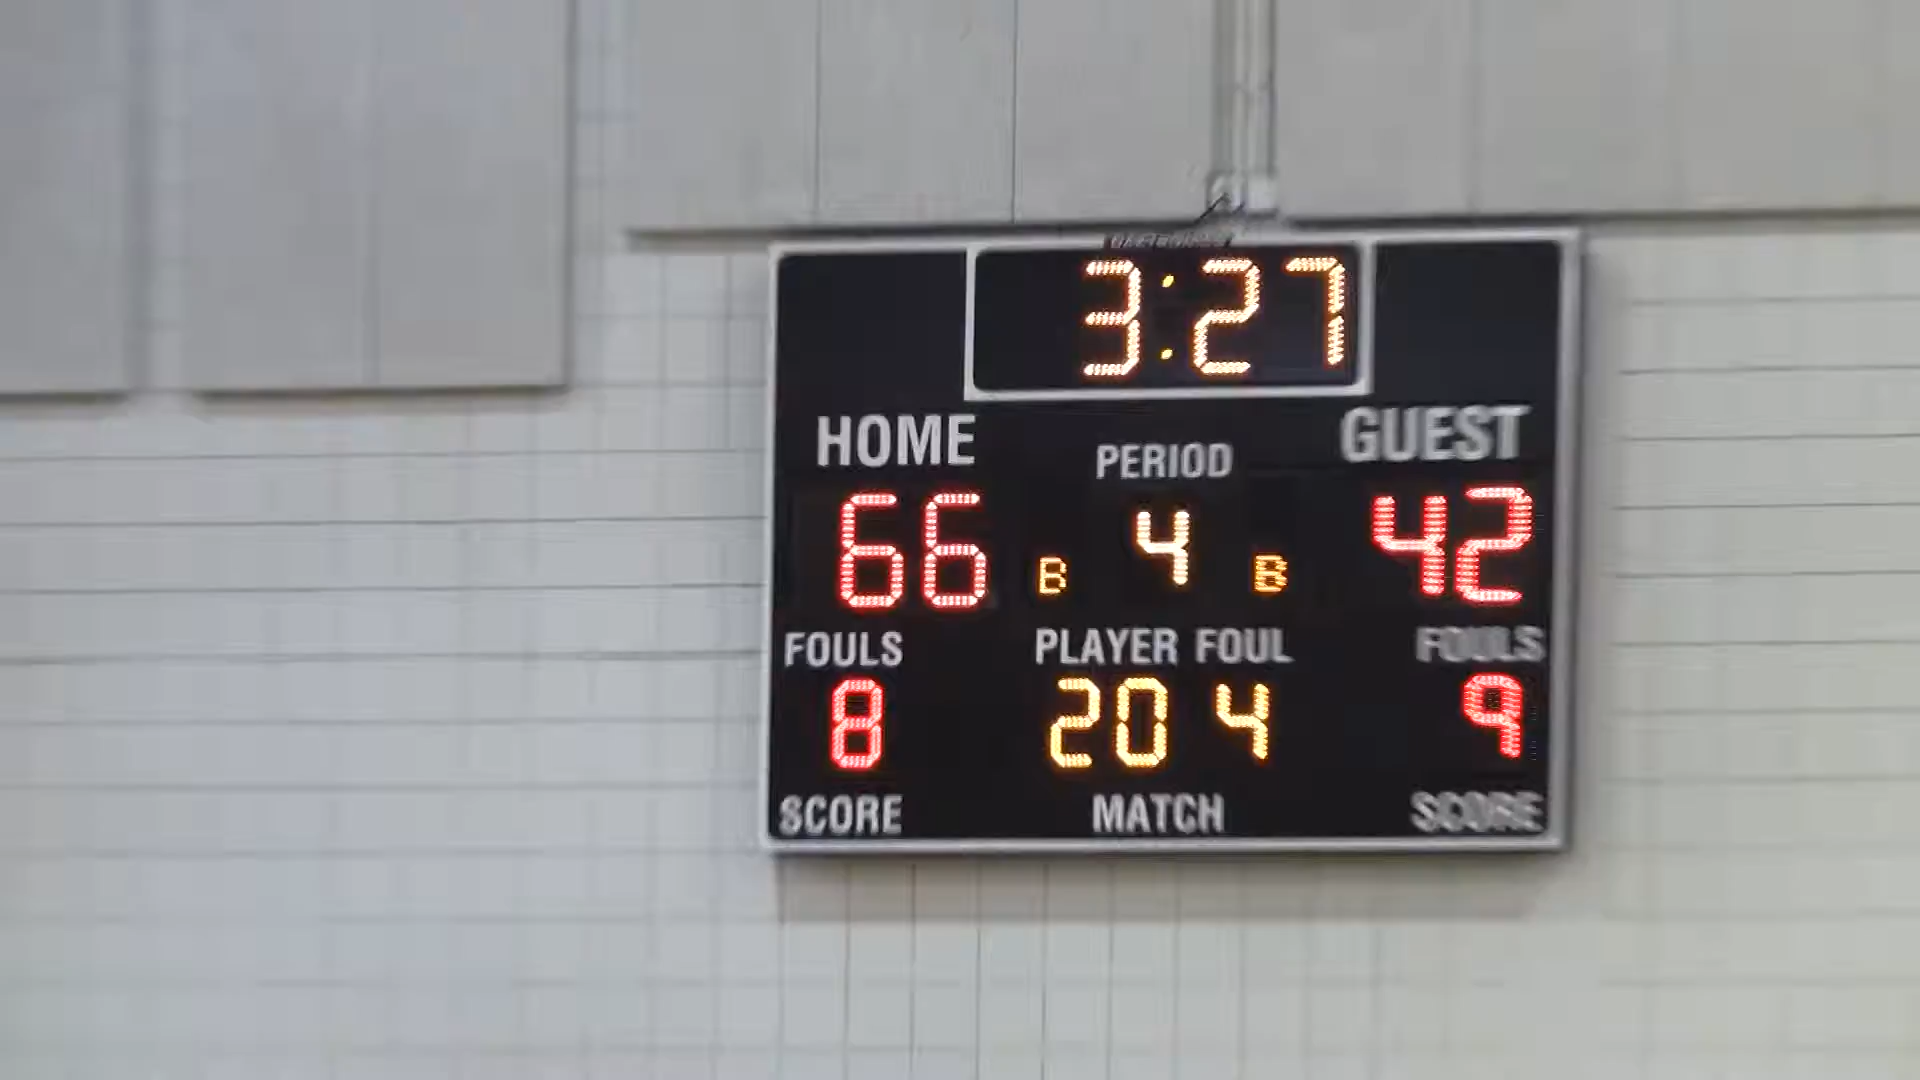 3:27
HOME PERIOD GUEST
66 B 4 B 42
FOULS PLAYER FOUL FOULS
8 20 4 9
SCORE MATCH SCORE